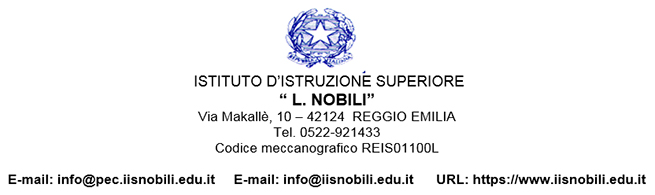 ISTITUTO D'ISTRUZIONE SUPERIORE
“ L. NOBILI”
Via Makallè, 10 – 42124 REGGIO EMILIA
Tel. 0522-921433
Codice meccanografico REIS01100L
E-mail: info@pec.iisnobili.edu.it E-mail: info@iisnobili.edu.it URL: https://www.iisnobili.edu.it